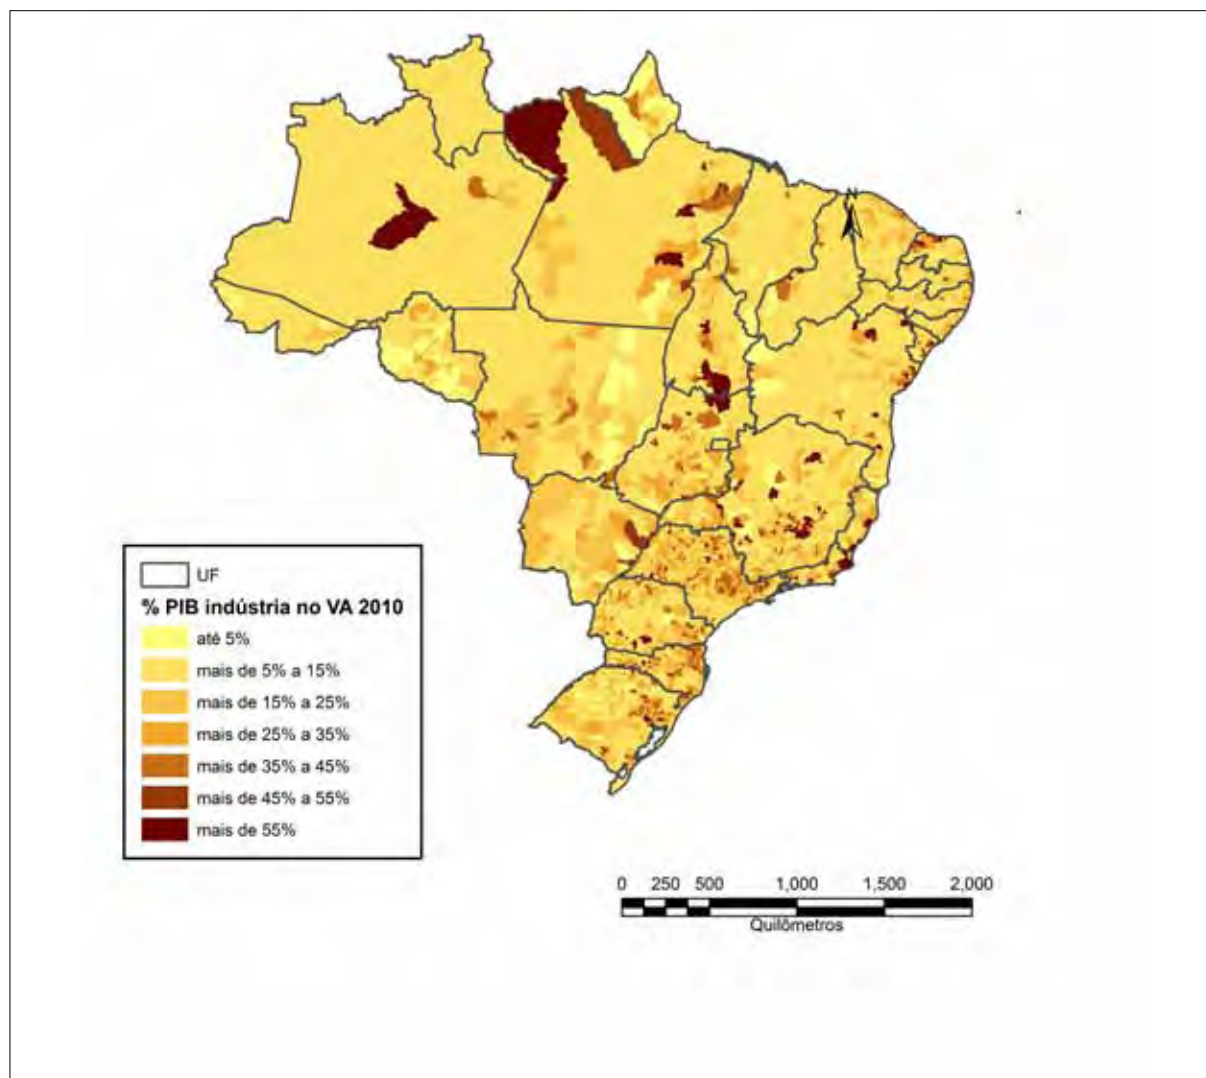 N
UF
% PIB indústria no VA 2010
até 5%
mais de 5% a 15%
mais de 15% a 25%
mais de 25% a 35%
mais de 35% a 45%
mais de 45% a 55%
mais de 55%
0 250 500 1,000 1,500 2,000
Quilômetros